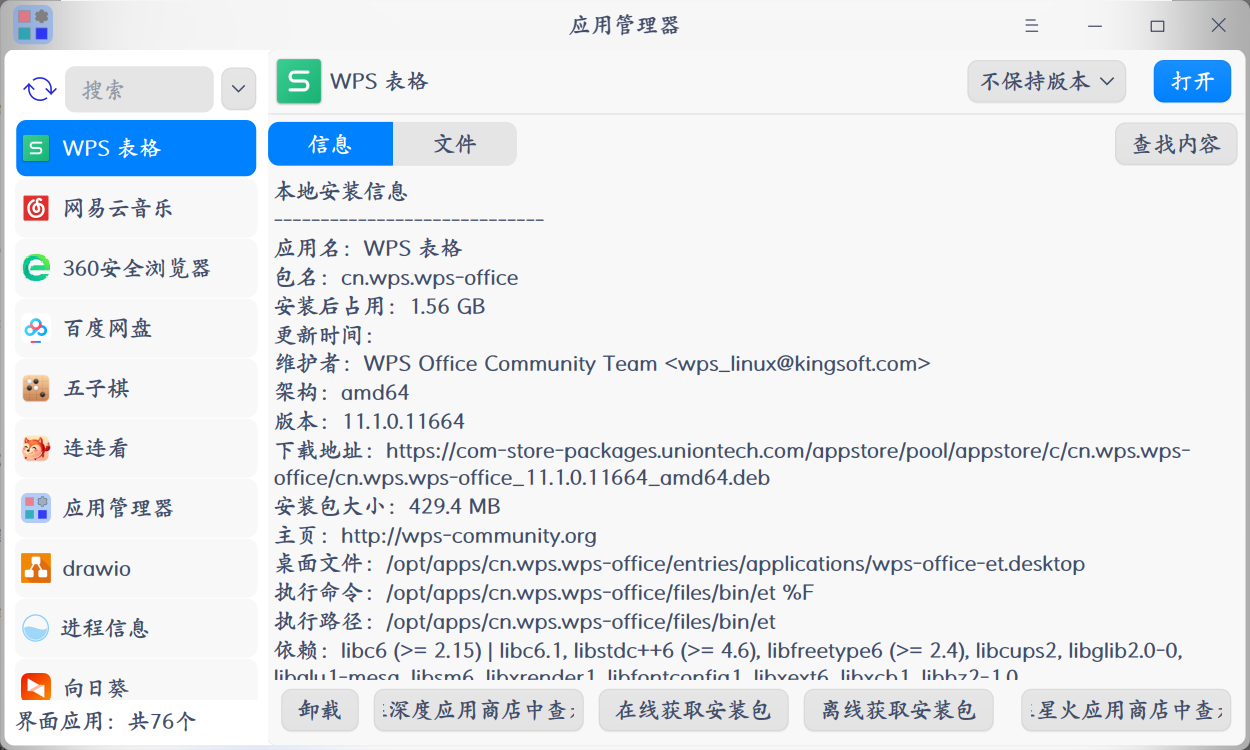 应用管理器
搜索
WPS 表格
网易云音乐
360安全浏览器
百度网盘
五子棋
连连看
应用管理器
drawio
进程信息
向日葵
界面应用：共76个
WPS 表格
不保持版本
打开
信息
文件
查找内容
本地安装信息
-----------------------------
应用名：WPS 表格
包名：cn.wps.wps-office
安装后占用：1.56 GB
更新时间：
维护者：WPS Office Community Team <wps_linux@kingsoft.com>
架构：amd64
版本：11.1.0.11664
下载地址：https://com-store-packages.uniontech.com/appstore/pool/appstore/c/cn.wps.wps-
office/cn.wps.wps-office_11.1.0.11664_amd64.deb
安装包大小：429.4 MB
主页：http://wps-community.org
桌面文件：/opt/apps/cn.wps.wps-office/entries/applications/wps-office-et.desktop
执行命令：/opt/apps/cn.wps.wps-office/files/bin/et %F
执行路径：/opt/apps/cn.wps.wps-office/files/bin/et
依赖：libc6 (>= 2.15) | libc6.1, libstdc++6 (>= 4.6), libfreetype6 (>= 2.4), libcups2, libglib2.0-0,
libglu1-mesa, libsm6, libxrender1, libfontconfig1, libxext6, libxcb1, libbz2-1.0
卸载
深度应用商店中查
在线获取安装包
离线获取安装包
星火应用商店中查